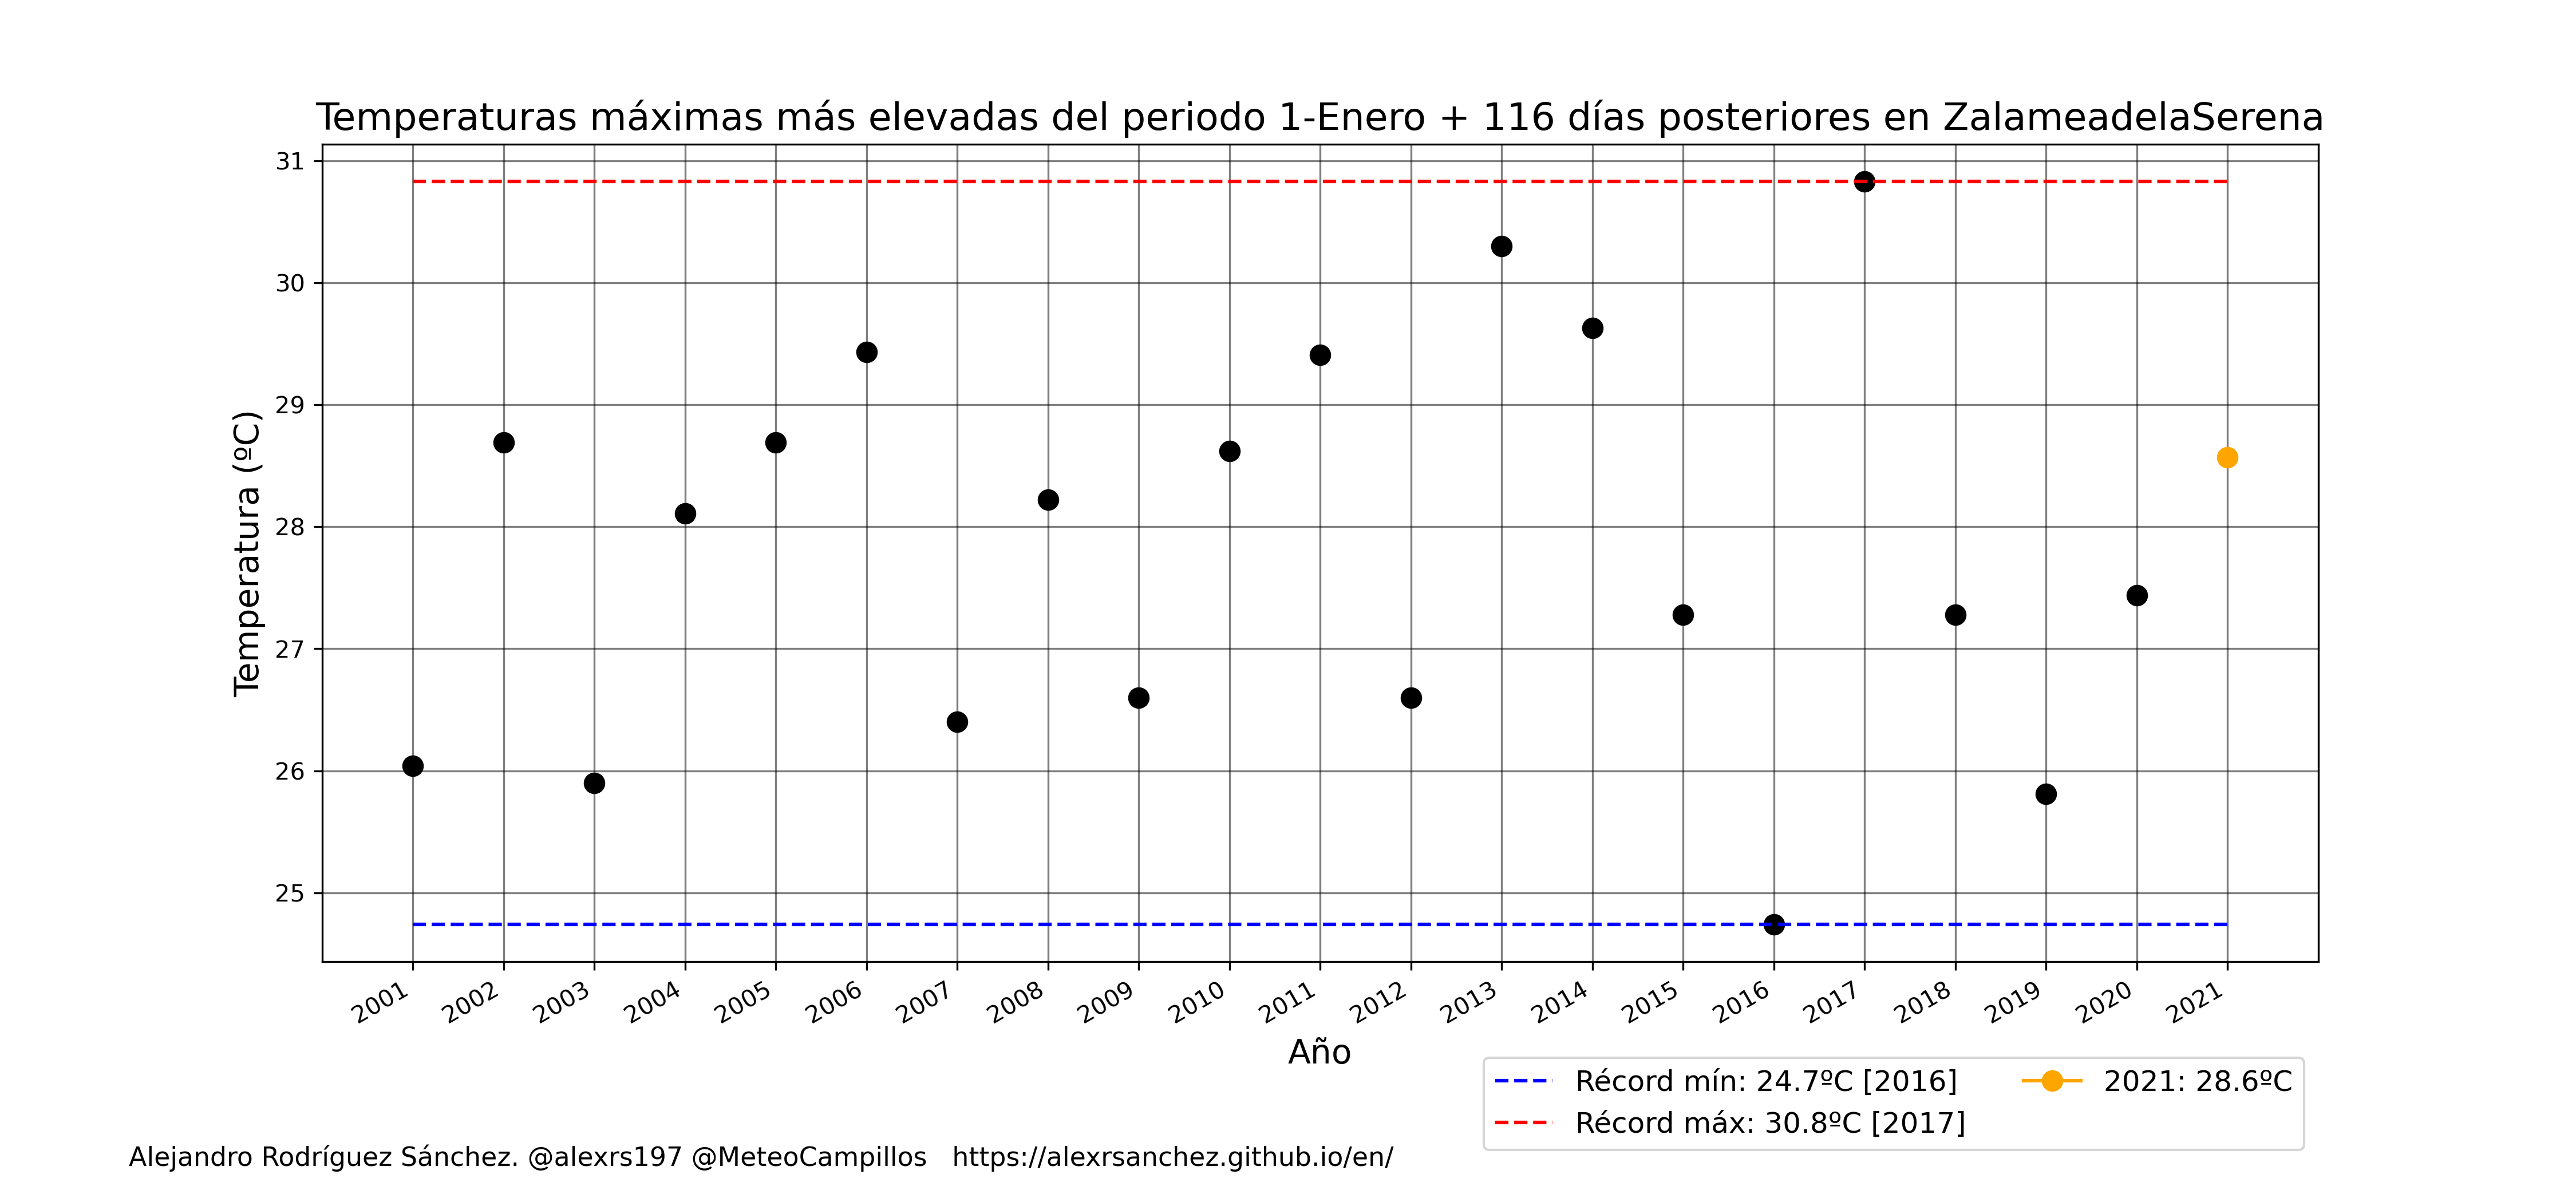 Temperaturas máximas más elevadas del periodo 1-Enero + 116 días posteriores en ZalameadelaSerena
31
30
29
28
27
26
25
Temperatura (ºC)
2001 2002 2003 2004 2005 2006 2007 2008 2009 2010 2011 2012 2013 2014 2015 2016 2017 2018 2019 2020 2021
Año
Récord mín: 24.7ºC [2016]
Récord máx: 30.8ºC [2017]
2021: 28.6ºC
Alejandro Rodríguez Sánchez. @alexrs197 @MeteoCampillos https://alexrsanchez.github.io/en/